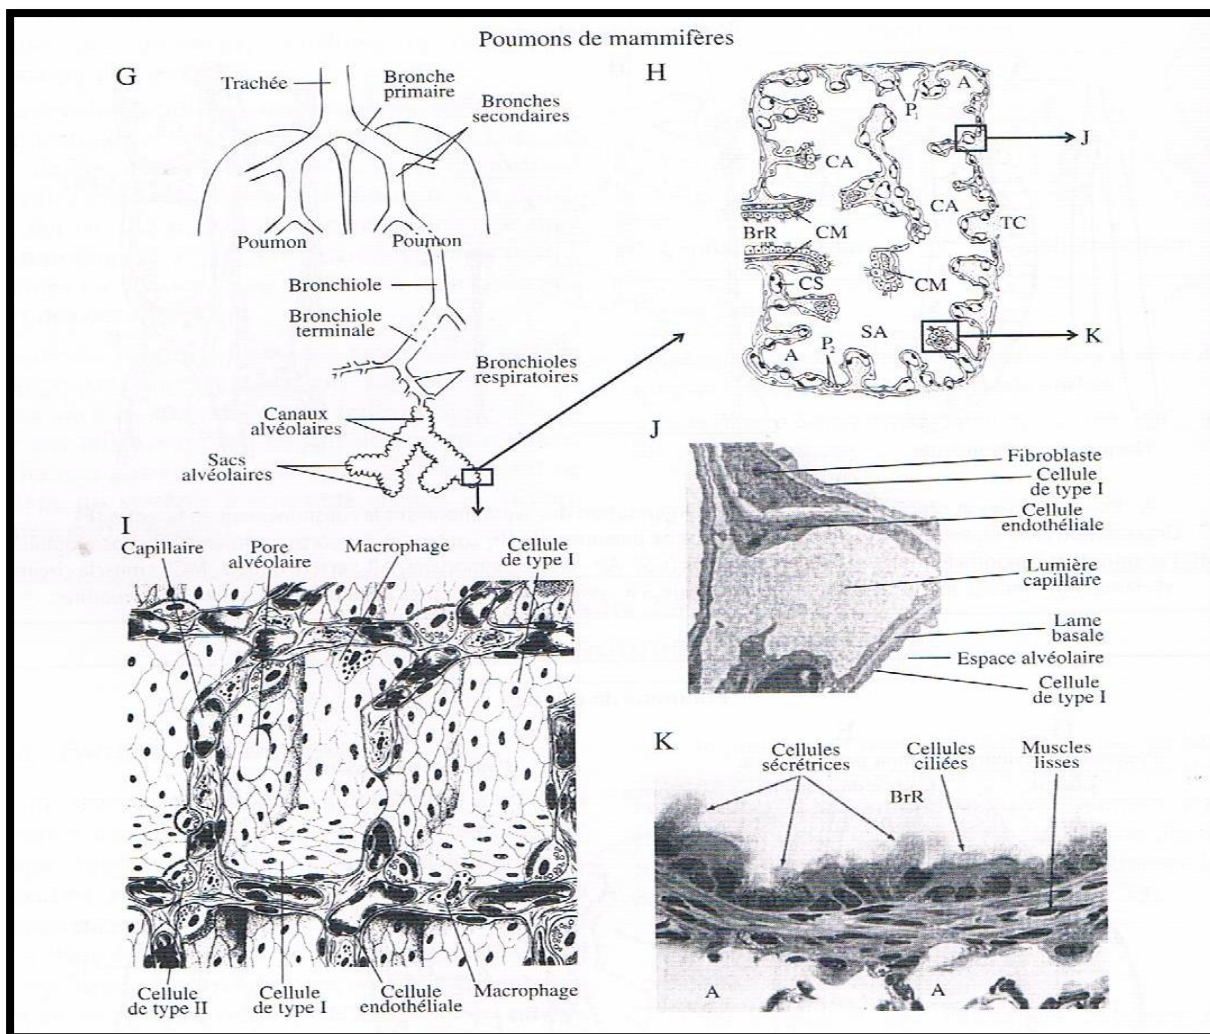 Poumons de mammifères
G
Trachée
Bronche
primaire
Bronches
secondaires
Poumon
Poumon
Bronchiole
Bronchiole
terminale
Bronchioles
respiratoires
Canaux
alvéolaires
Sacs
alvéolaires
H
A
P1
J
CA
CA
TC
BrR
CM
CS
CM
SA
K
A
P2
I
Capillaire
Pore
alvéolaire
Macrophage
Cellule
de type I
Cellule
de type II
Cellule
de type I
Cellule
endothéliale
Macrophage
J
Fibroblaste
Cellule
de type I
Cellule
endothéliale
Lumière
capillaire
Lame
basale
Espace alvéolaire
Cellule
de type I
K
Cellules
sécrétrices
Cellules
ciliées
Muscles
lisses
BrR
A
A